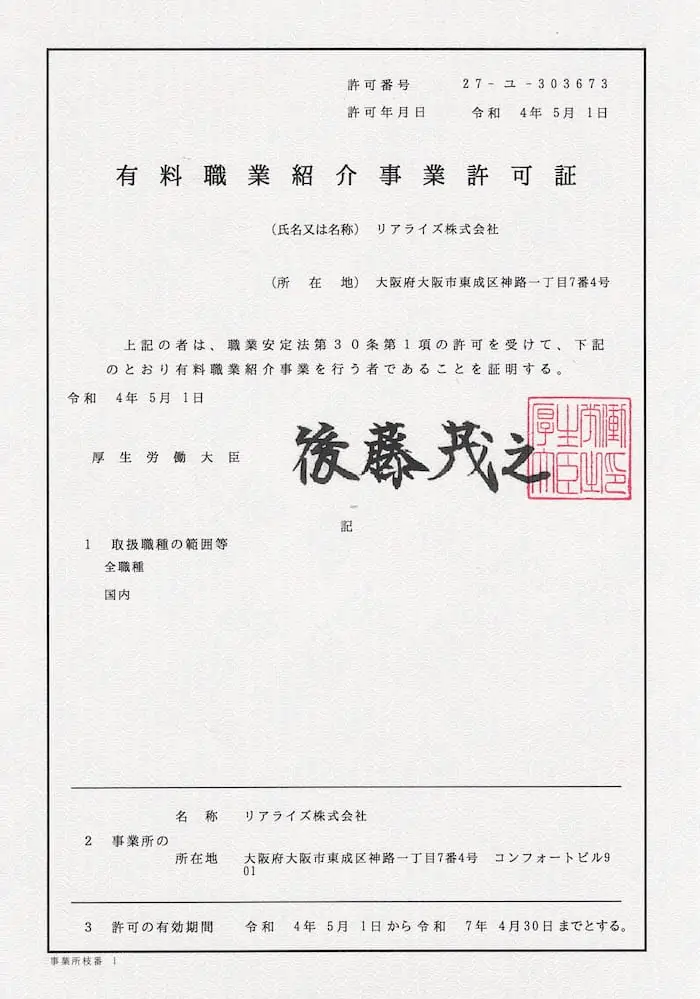 許可番号 27-ユ-303673
許可年月日 令和 4年 5月 1日
有料職業紹介事業許可証
(氏名又は名称) リアライズ株式会社
(所 在 地) 大阪府大阪市東成区神路一丁目7番4号
上記の者は、職業安定法第30条第1項の許可を受けて、下記
のとおり有料職業紹介事業を行う者であることを証明する。
令和 4年 5月 1日
厚生労働大臣 後藤茂之
厚生労働大臣之印
記
1 取扱職種の範囲等
全職種
国内
名 称 リアライズ株式会社
2 事業所の
所在地 大阪府大阪市東成区神路一丁目7番4号 コンフォートビル9
01
3 許可の有効期間 令和 4年 5月 1日から令和 7年 4月30日までとする。
事業所枝番 1